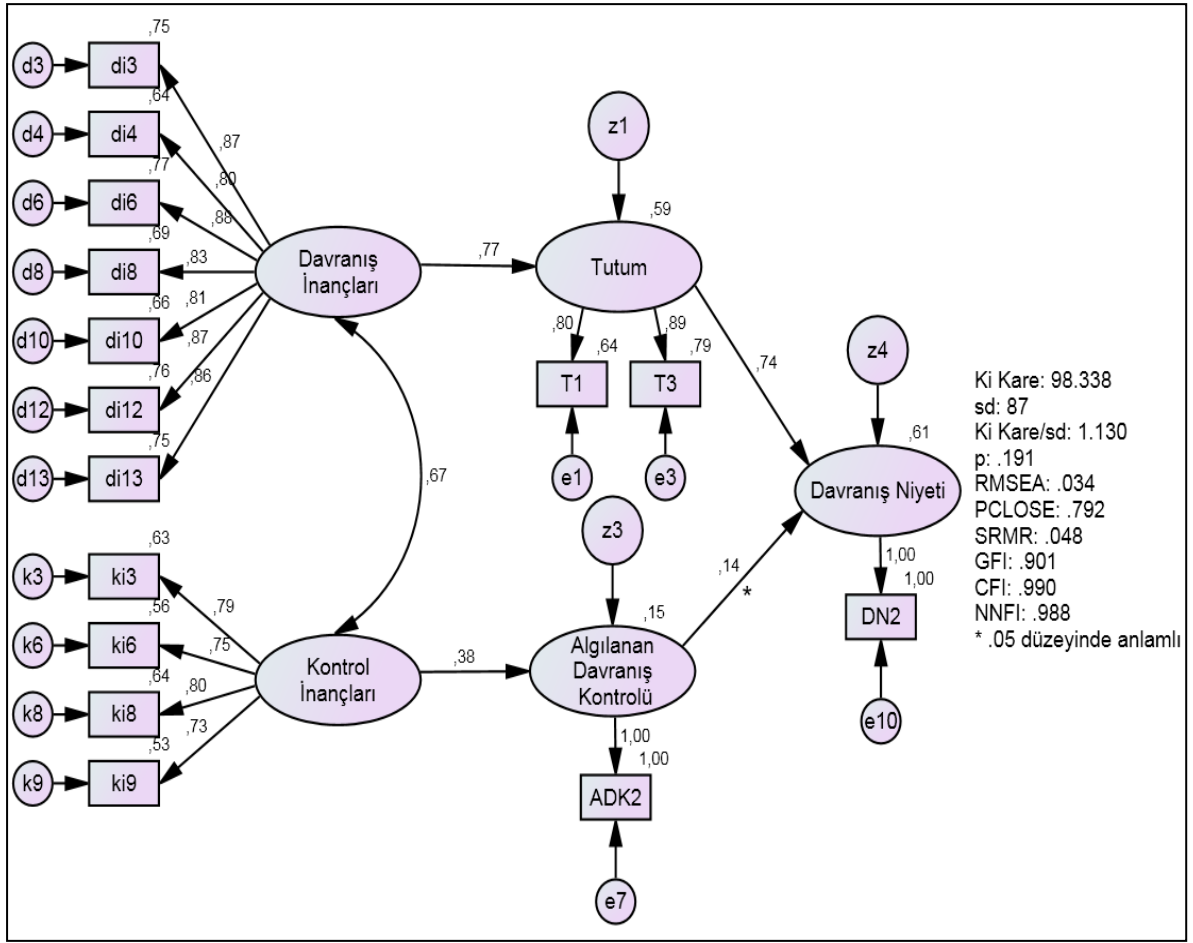 ,75
d3
di3
,64
d4
di4
,87
,77
,80
d6
di6
,88
,69
d8
di8
,83
,66
,81
d10
di10
,87
,76
,86
d12
di12
,75
d13
di13
Davranış
İnançları
,77
z1
,59
Tutum
,80
,89
,64
,79
T1
T3
e1
e3
,74
,67
z4
,61
Davranış Niyeti
1,00
1,00
DN2
e10
,63
k3
ki3
,79
,56
k6
ki6
,75
,64
k8
ki8
,80
,53
,73
k9
ki9
Kontrol
İnançları
,38
z3
,15
Algılanan
Davranış
Kontrolü
,14
*
1,00
1,00
ADK2
e7
Ki Kare: 98.338
sd: 87
Ki Kare/sd: 1.130
p: .191
RMSEA: .034
PCLOSE: .792
SRMR: .048
GFI: .901
CFI: .990
NNFI: .988
* .05 düzeyinde anlamlı